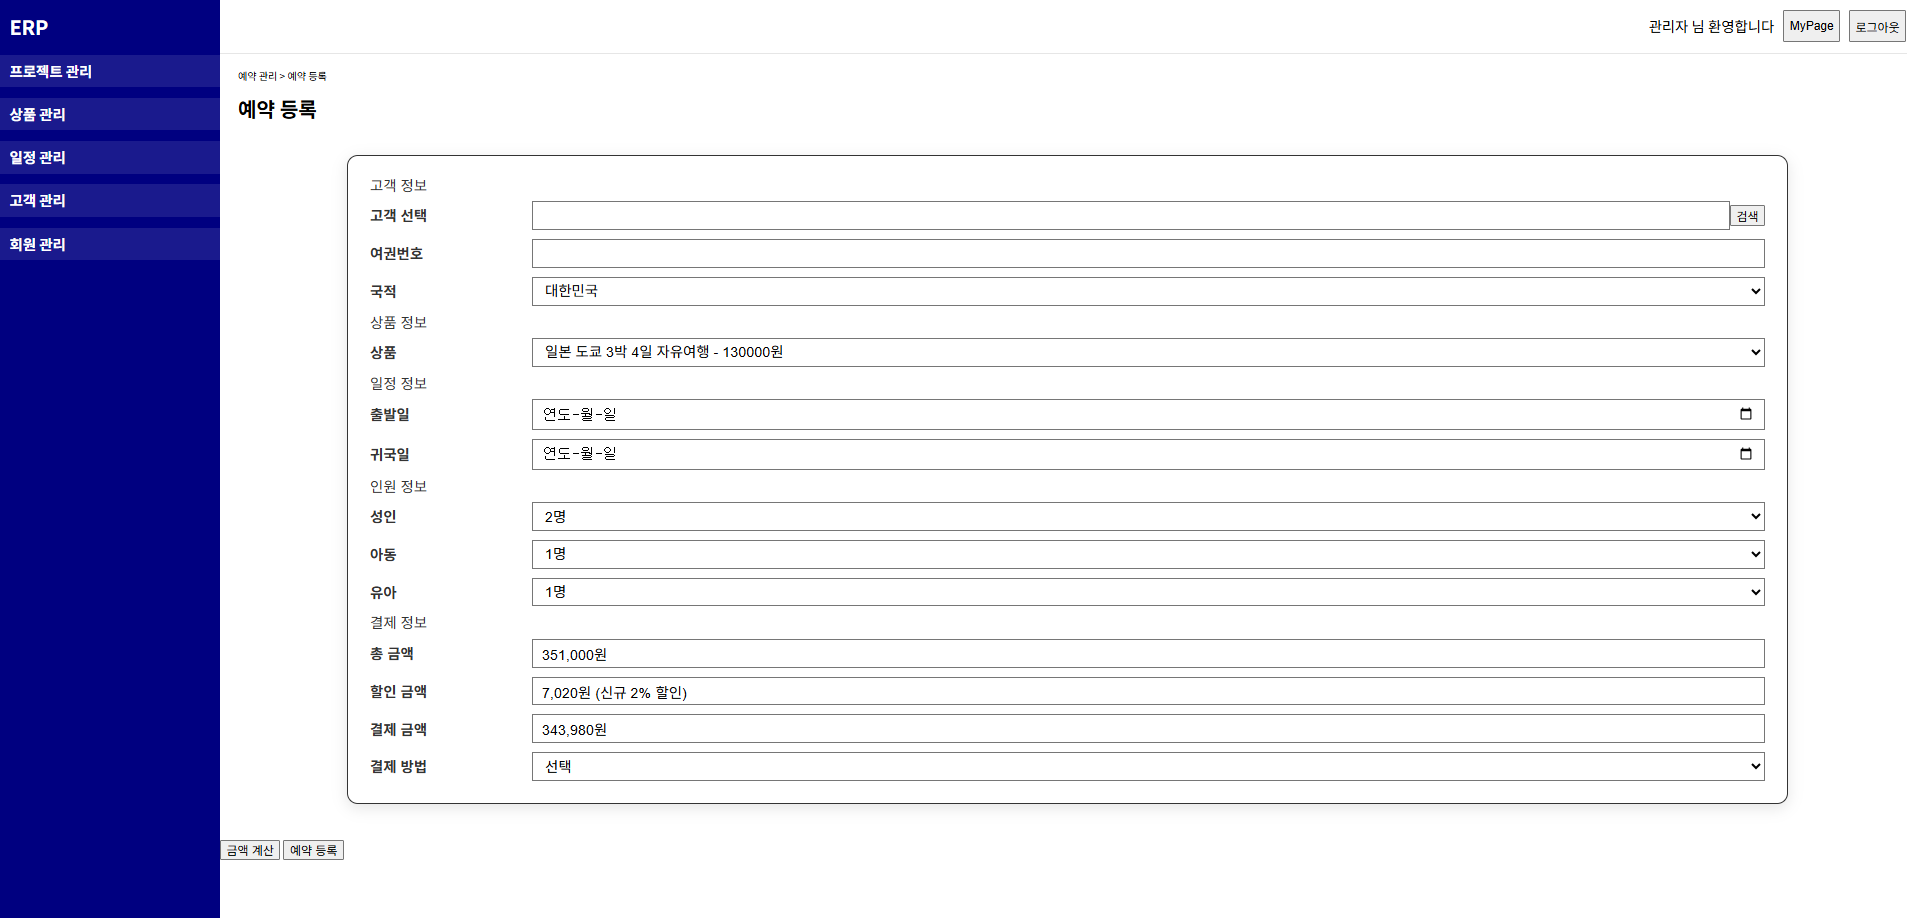 ERP
관리자 님 환영합니다 MyPage 로그아웃
프로젝트 관리
상품 관리
일정 관리
고객 관리
회원 관리
예약 관리 > 예약 등록
예약 등록
고객 정보
고객 선택 검색
여권번호
국적 대한민국
상품 정보
상품 일본 도쿄 3박 4일 자유여행 - 130000원
일정 정보
출발일 연도-월-일
귀국일 연도-월-일
인원 정보
성인 2명
아동 1명
유아 1명
결제 정보
총 금액 351,000원
할인 금액 7,020원 (신규 2% 할인)
결제 금액 343,980원
결제 방법 선택
금액 계산 예약 등록